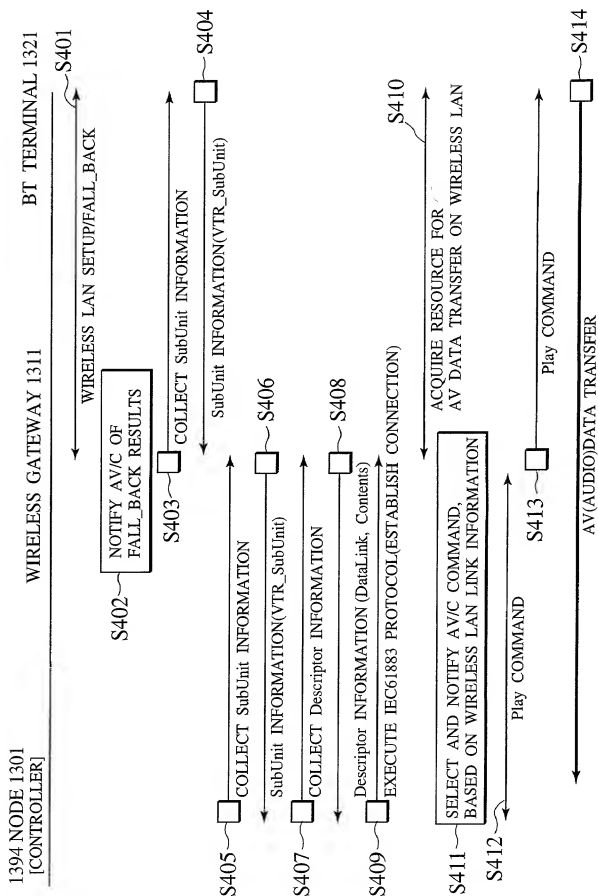 1394 NODE 1301
[CONTROLLER]
WIRELESS GATEWAY 1311
BT TERMINAL 1321
S401
WIRELESS LAN SETUP/FALL_BACK
S402
NOTIFY AV/C OF
FALL_BACK RESULTS
S403
COLLECT SubUnit INFORMATION
S404
SubUnit INFORMATION(VTR_SubUnit)
S405
COLLECT SubUnit INFORMATION
S406
SubUnit INFORMATION(VTR_SubUnit)
S407
COLLECT Descriptor INFORMATION
S408
Descriptor INFORMATION (DataLink, Contents)
S409
EXECUTE IEC61883 PROTOCOL(ESTABLISH CONNECTION)
S410
ACQUIRE RESOURCE FOR
AV DATA TRANSFER ON WIRELESS LAN
S411
SELECT AND NOTIFY AV/C COMMAND,
BASED ON WIRELESS LAN LINK INFORMATION
S412
Play COMMAND
S413
Play COMMAND
S414
AV(AUDIO)DATA TRANSFER